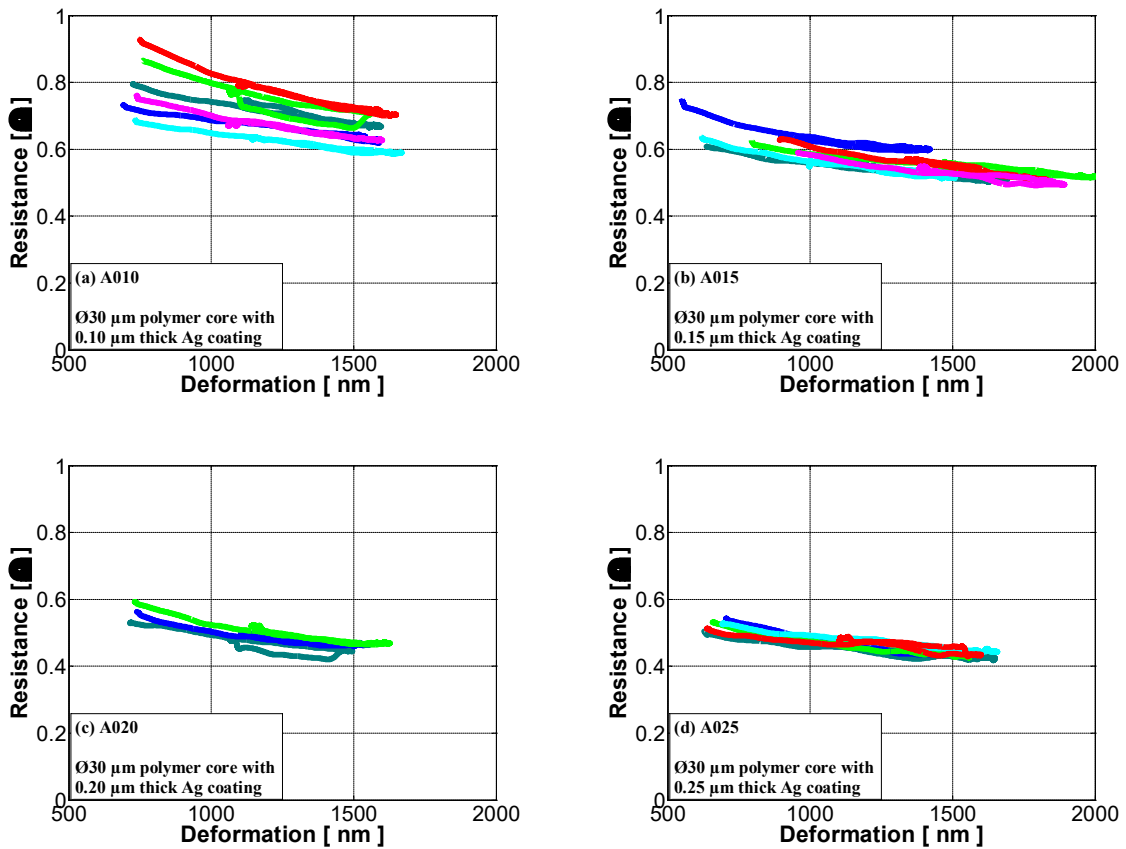 1
0.8
0.6
0.4
0.2
0
Resistance [ ]
(a) A010
Ø30 µm polymer core with
0.10 µm thick Ag coating
500 1000 1500 2000
Deformation [ nm ]
1
0.8
0.6
0.4
0.2
0
Resistance [ ]
(b) A015
Ø30 µm polymer core with
0.15 µm thick Ag coating
500 1000 1500 2000
Deformation [ nm ]
1
0.8
0.6
0.4
0.2
0
Resistance [ ]
(c) A020
Ø30 µm polymer core with
0.20 µm thick Ag coating
500 1000 1500 2000
Deformation [ nm ]
1
0.8
0.6
0.4
0.2
0
Resistance [ ]
(d) A025
Ø30 µm polymer core with
0.25 µm thick Ag coating
500 1000 1500 2000
Deformation [ nm ]